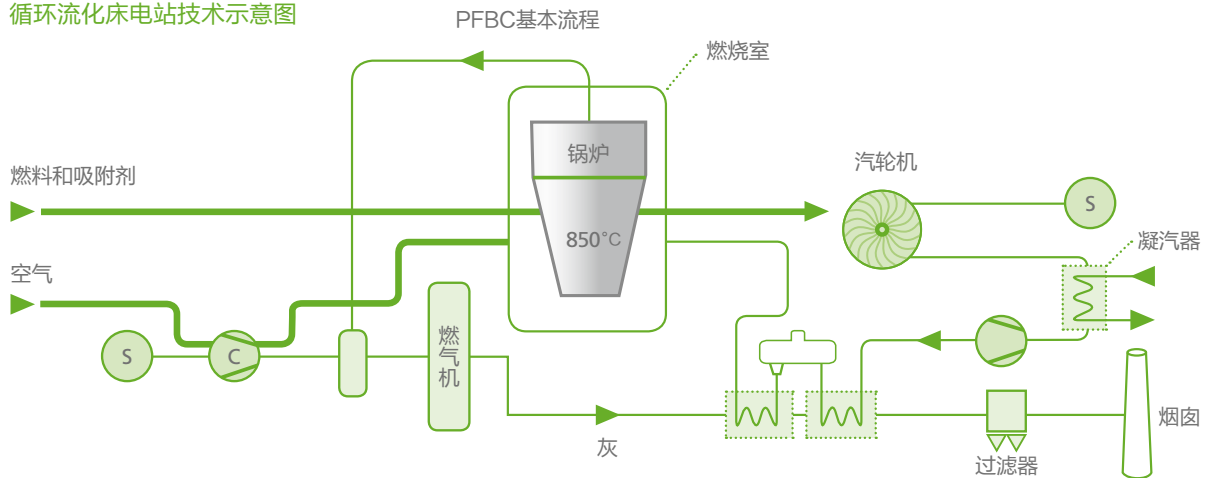 循环流化床电站技术示意图
PFBC基本流程
燃烧室
锅炉
汽轮机
燃料和吸附剂
S
850°C
凝汽器
空气
燃气机
S
C
烟囱
灰
过滤器